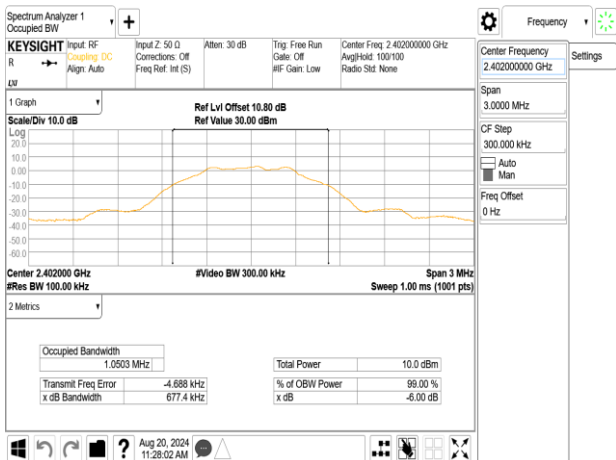 Spectrum Analyzer 1
Occupied BW
+
Frequency
KEYSIGHT
R
Input: RF
Coupling: DC
Align: Auto
Input Z: 50 Ω
Corrections: Off
Freq Ref: Int (S)
Atten: 30 dB
Trig: Free Run
Gate: Off
#IF Gain: Low
Center Freq: 2.402000000 GHz
Avg|Hold: 100/100
Radio Std: None
LXI
1 Graph
Scale/Div 10.0 dB
Ref Lvl Offset 10.80 dB
Ref Value 30.00 dBm
Log
20.0
10.0
0.00
-10.0
-20.0
-30.0
-40.0
-50.0
-60.0
Center 2.402000 GHz
#Video BW 300.00 kHz
Span 3 MHz
#Res BW 100.00 kHz
Sweep 1.00 ms (1001 pts)
2 Metrics
Occupied Bandwidth
1.0503 MHz
Total Power 10.0 dBm
Transmit Freq Error -4.688 kHz
% of OBW Power 99.00 %
x dB Bandwidth 677.4 kHz
x dB -6.00 dB
?
Aug 20, 2024
11:28:02 AM
Center Frequency
2.402000000 GHz
Settings
Span
3.0000 MHz
CF Step
300.000 kHz
Auto
Man
Freq Offset
0 Hz